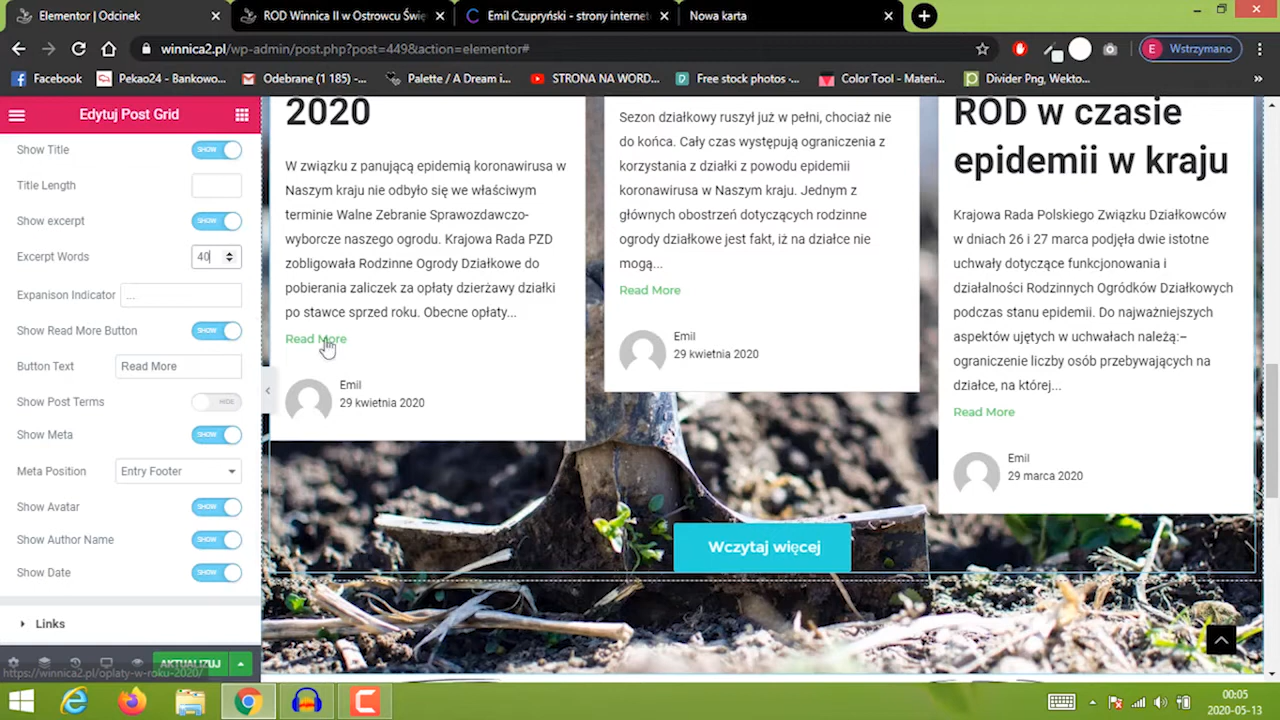 Elementor | Odcinek
ROD Winnica II w Ostrowcu Świę
Emil Czupryński - strony internet
Nowa karta
winnica2.pl/wp-admin/post.php?post=449&action=elementor#
E
Wstrzymano
Facebook
Pekao24 - Bankowo...
Odebrane (1 185) -...
Palette / A Dream i...
STRONA NA WORD...
Free stock photos -...
Color Tool - Materi...
Divider Png, Wekto...
Edytuj Post Grid
Show Title
SHOW
Title Length
Show excerpt
SHOW
Excerpt Words
40
Expanison Indicator
...
Show Read More Button
SHOW
Button Text
Read More
Show Post Terms
HIDE
Show Meta
SHOW
Meta Position
Entry Footer
Show Avatar
SHOW
Show Author Name
SHOW
Show Date
SHOW
Links
AKTUALIZUJ
https://winnica2.pl/oplaty-w-roku-2020/
2020
W związku z panującą epidemią koronawirusa w
Naszym kraju nie odbyło się we właściwym
terminie Walne Zebranie Sprawozdawczo-
wyborcze naszego ogrodu. Krajowa Rada PZD
zobligowała Rodzinne Ogrody Działkowe do
pobierania zaliczek za opłaty dzierżawy działki
po stawce sprzed roku. Obecne opłaty...
Read More
Emil
29 kwietnia 2020
Sezon działkowy ruszył już w pełni, chociaż nie
do końca. Cały czas występują ograniczenia z
korzystania z działki z powodu epidemii
koronawirusa w Naszym kraju. Jednym z
głównych obostrzeń dotyczących rodzinne
ogrody działkowe jest fakt, iż na działce nie
mogą...
Read More
Emil
29 kwietnia 2020
ROD w czasie
epidemii w kraju
Krajowa Rada Polskiego Związku Działkowców
w dniach 26 i 27 marca podjęła dwie istotne
uchwały dotyczące funkcjonowania i
działalności Rodzinnych Ogródków Działkowych
podczas stanu epidemii. Do najważniejszych
aspektów ujętych w uchwałach należą:–
ograniczenie liczby osób przebywających na
działce, na której...
Read More
Emil
29 marca 2020
Wczytaj więcej
00:05
2020-05-13